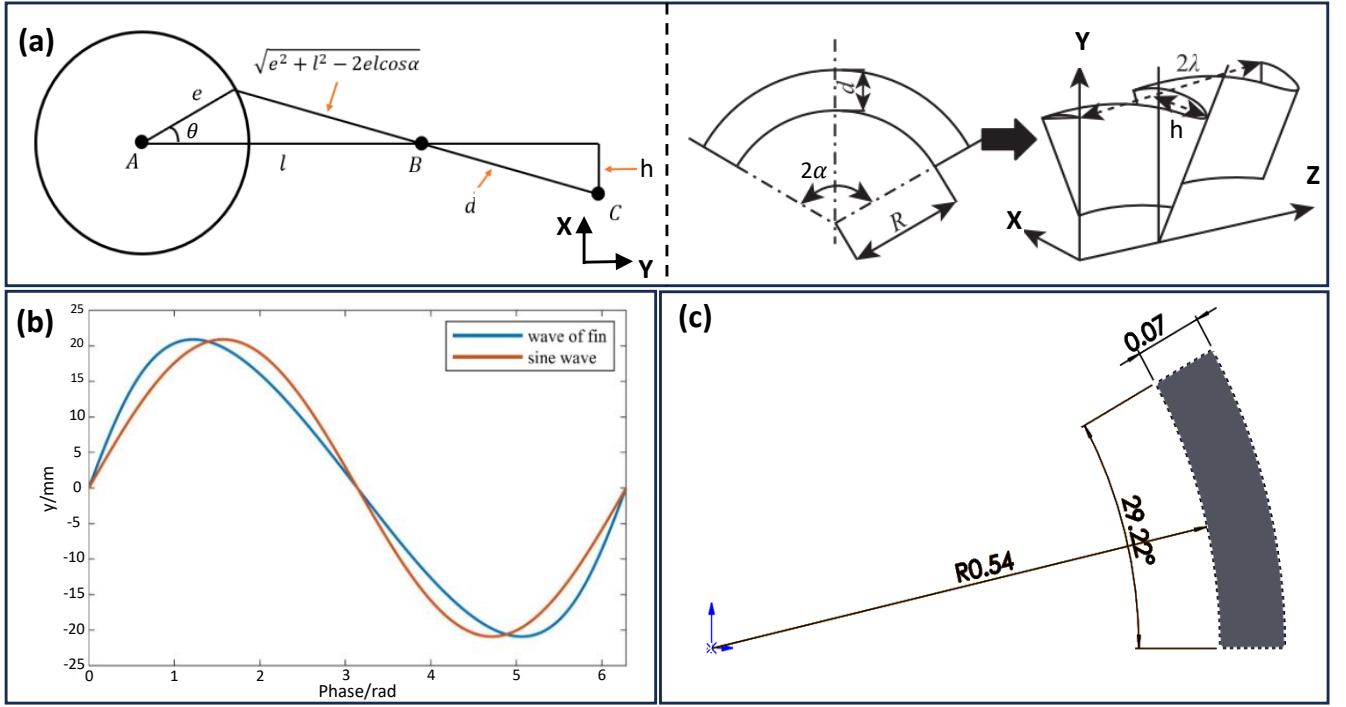 (a)
√e² + l² − 2elcosα
e
θ
A
l
B
d
h
C
X
Y
d
2α
R
Y
2λ
h
X
Z
(b)
25
20
15
10
5
0
-5
-10
-15
-20
-25
y/mm
0
1
2
3
4
5
6
Phase/rad
wave of fin
sine wave
(c)
0.07
29.22°
R0.54